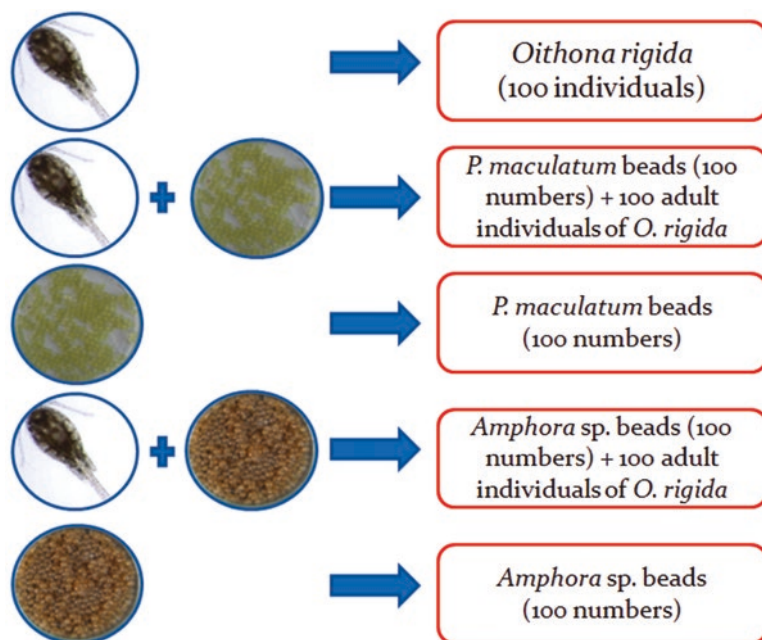 Oithona rigida
(100 individuals)
P. maculatum beads (100
numbers) + 100 adult
individuals of O. rigida
P. maculatum beads
(100 numbers)
Amphora sp. beads (100
numbers) + 100 adult
individuals of O. rigida
Amphora sp. beads
(100 numbers)